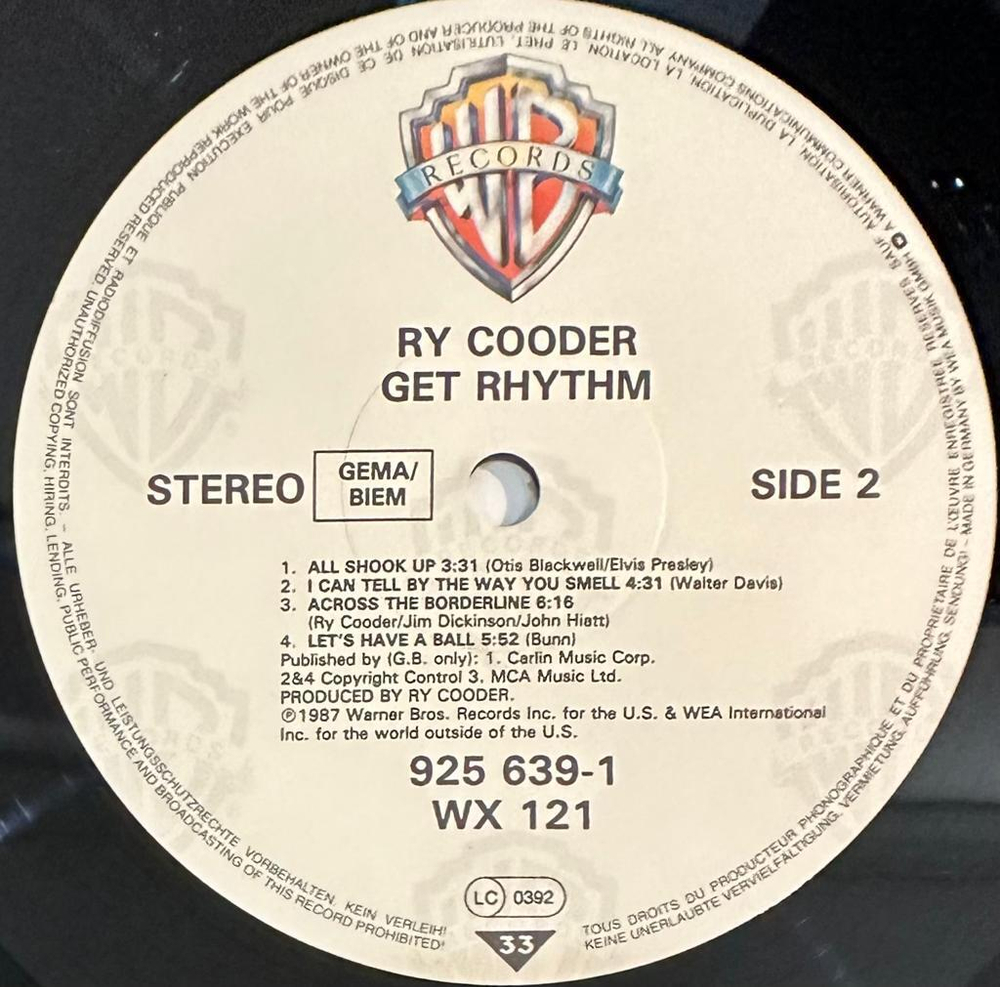 WB
RECORDS
RY COODER
GET RHYTHM
STEREO
GEMA/
BIEM
SIDE 2
1. ALL SHOOK UP 3:31 (Otis Blackwell/Elvis Presley)
2. I CAN TELL BY THE WAY YOU SMELL 4:31 (Walter Davis)
3. ACROSS THE BORDERLINE 6:16
(Ry Cooder/Jim Dickinson/John Hiatt)
4. LET'S HAVE A BALL 5:52 (Bunn)
Published by (G.B. only): 1. Carlin Music Corp.
2&4 Copyright Control 3. MCA Music Ltd.
PRODUCED BY RY COODER.
℗1987 Warner Bros. Records Inc. for the U.S. & WEA International
Inc. for the world outside of the U.S.
925 639-1
WX 121
LC 0392
33
TOUS DROITS DU PRODUCTEUR PHONOGRAPHIQUE ET DU PROPRIETAIRE DE L'ŒUVRE ENREGISTREE RESERVES. SAUF AUTORISATION, LA DUPLICATION, LA LOCATION, LE PRET, L'UTILISATION DE CE DISQUE POUR EXECUTION PUBLIQUE ET RADIODIFFUSION SONT INTERDITS. – ALLE URHEBER- UND LEISTUNGSSCHUTZRECHTE VORBEHALTEN. KEIN VERLEIH!
KEINE UNERLAUBTE VERVIELFÄLTIGUNG, VERMIETUNG, AUFFÜHRUNG, SENDUNG! – MADE IN GERMANY BY WEA MUSIK GMBH A WARNER COMMUNICATIONS COMPANY ALL RIGHTS OF THE PRODUCER AND OF THE OWNER OF THE WORK REPRODUCED RESERVED. UNAUTHORIZED COPYING, HIRING, LENDING, PUBLIC PERFORMANCE AND BROADCASTING OF THIS RECORD PROHIBITED!